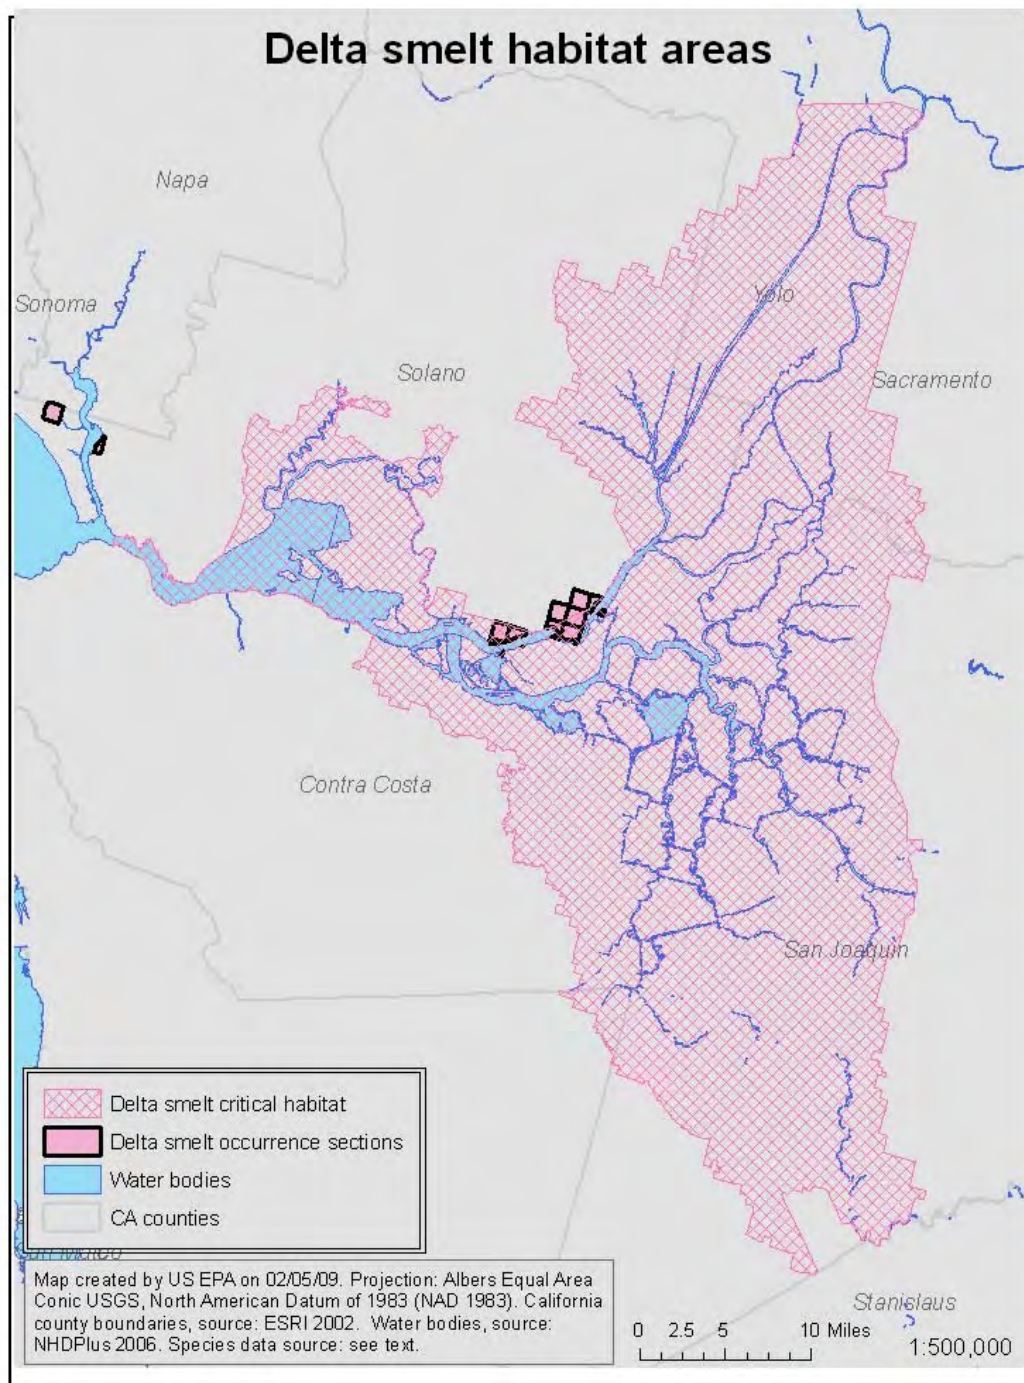 Delta smelt habitat areas
Napa
Sonoma
Yolo
Solano
Sacramento
Contra Costa
San Joaquin
Delta smelt critical habitat
Delta smelt occurrence sections
Water bodies
CA counties
San Mateo
Map created by US EPA on 02/05/09. Projection: Albers Equal Area
Conic USGS, North American Datum of 1983 (NAD 1983). California
county boundaries, source: ESRI 2002. Water bodies, source:
NHDPlus 2006. Species data source: see text.
Stanislaus
0 2.5 5 10 Miles
1:500,000